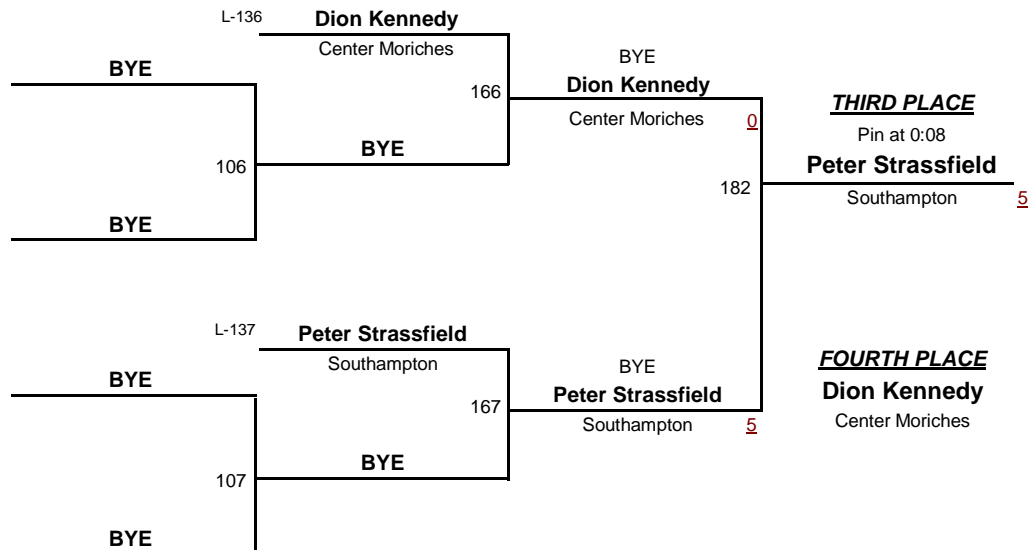 L-136
Dion Kennedy
Center Moriches
BYE
BYE
166
Dion Kennedy
THIRD PLACE
Center Moriches
0
Pin at 0:08
106
BYE
Peter Strassfield
182
Southampton
5
BYE
L-137
Peter Strassfield
Southampton
BYE
FOURTH PLACE
BYE
Peter Strassfield
Dion Kennedy
167
Southampton
5
Center Moriches
BYE
107
BYE